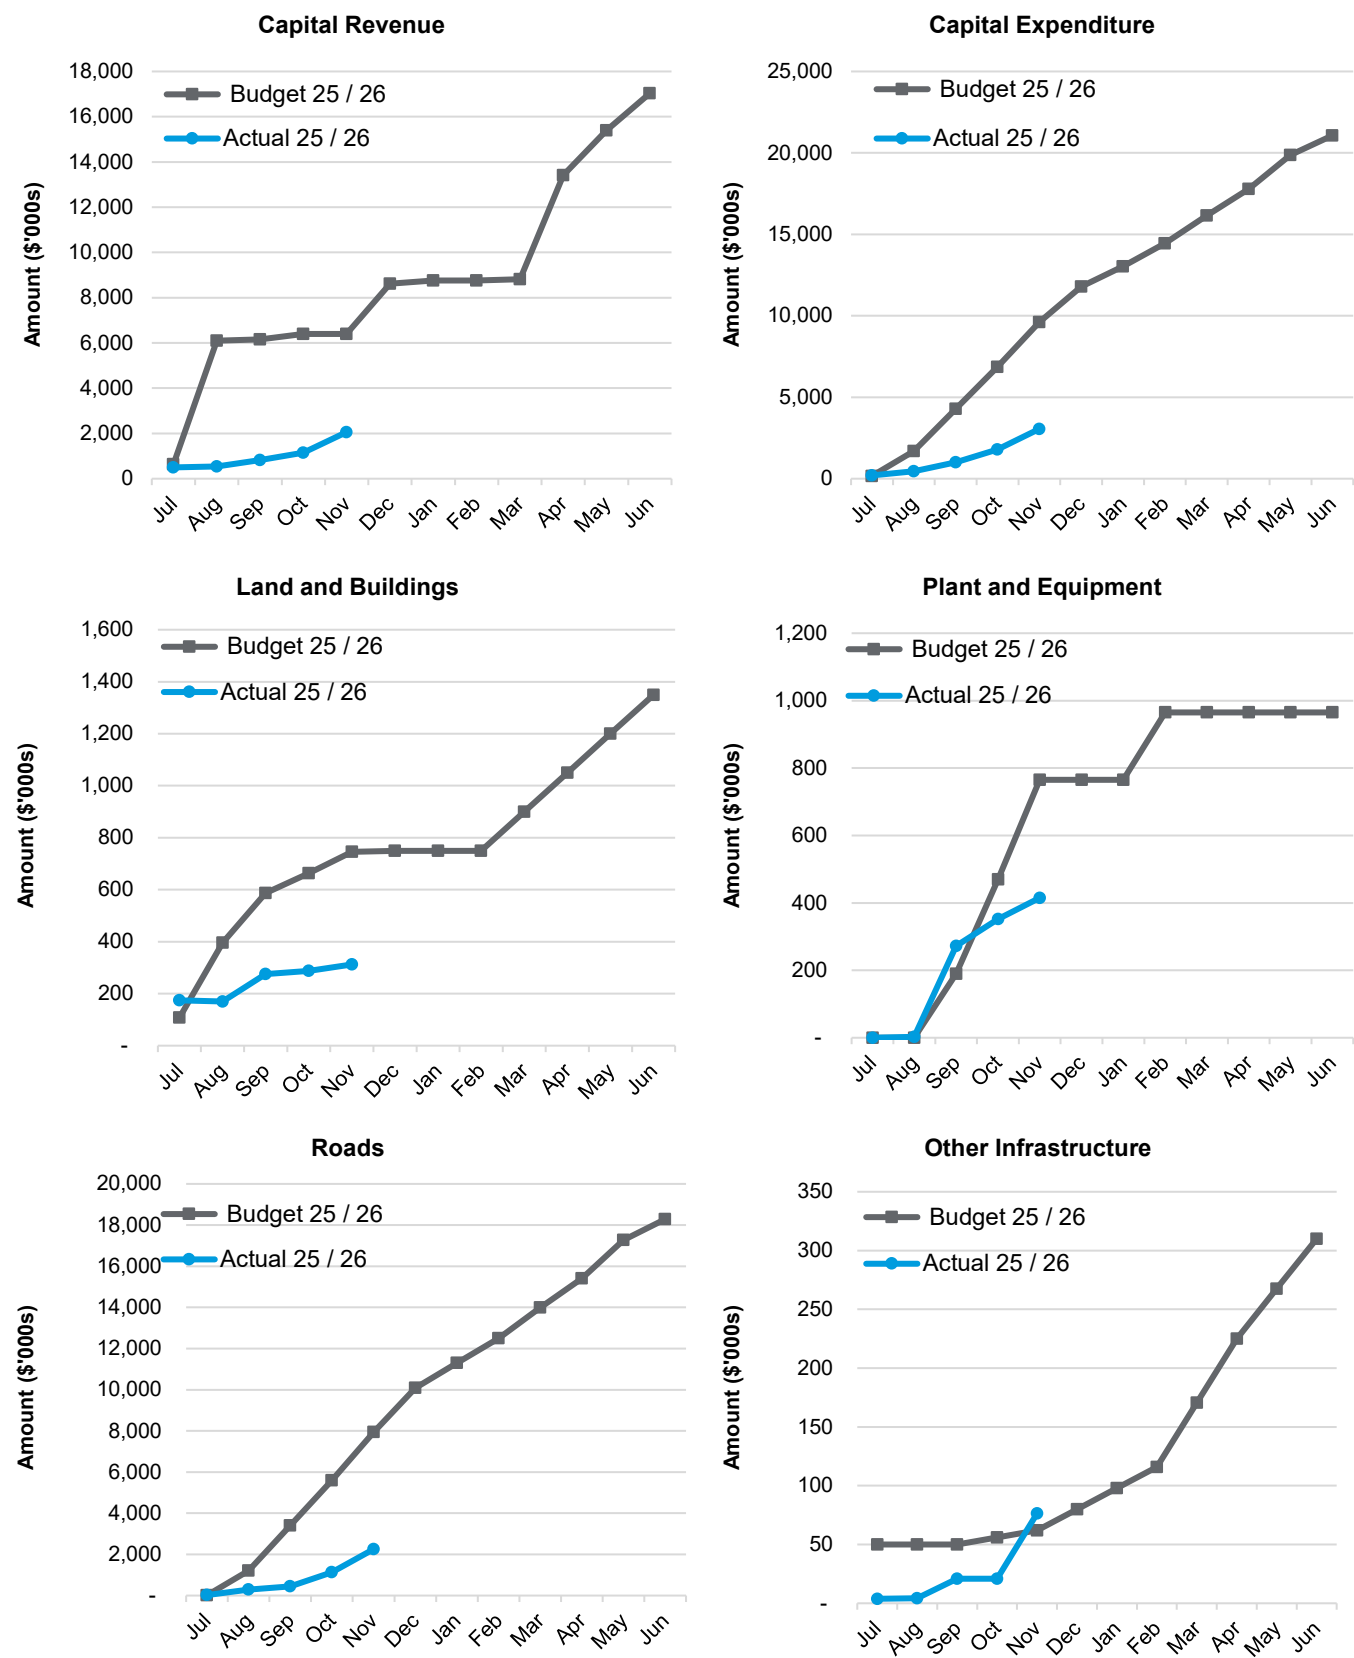 Capital Revenue
Amount ($'000s)
18,000
16,000
14,000
12,000
10,000
8,000
6,000
4,000
2,000
0
Budget 25 / 26
Actual 25 / 26
Jul Aug Sep Oct Nov Dec Jan Feb Mar Apr May Jun
Capital Expenditure
Amount ($'000s)
25,000
20,000
15,000
10,000
5,000
0
Budget 25 / 26
Actual 25 / 26
Jul Aug Sep Oct Nov Dec Jan Feb Mar Apr May Jun
Land and Buildings
Amount ($'000s)
1,600
1,400
1,200
1,000
800
600
400
200
-
Budget 25 / 26
Actual 25 / 26
Jul Aug Sep Oct Nov Dec Jan Feb Mar Apr May Jun
Plant and Equipment
Amount ($'000s)
1,200
1,000
800
600
400
200
-
Budget 25 / 26
Actual 25 / 26
Jul Aug Sep Oct Nov Dec Jan Feb Mar Apr May Jun
Roads
Amount ($'000s)
20,000
18,000
16,000
14,000
12,000
10,000
8,000
6,000
4,000
2,000
-
Budget 25 / 26
Actual 25 / 26
Jul Aug Sep Oct Nov Dec Jan Feb Mar Apr May Jun
Other Infrastructure
Amount ($'000s)
350
300
250
200
150
100
50
-
Budget 25 / 26
Actual 25 / 26
Jul Aug Sep Oct Nov Dec Jan Feb Mar Apr May Jun